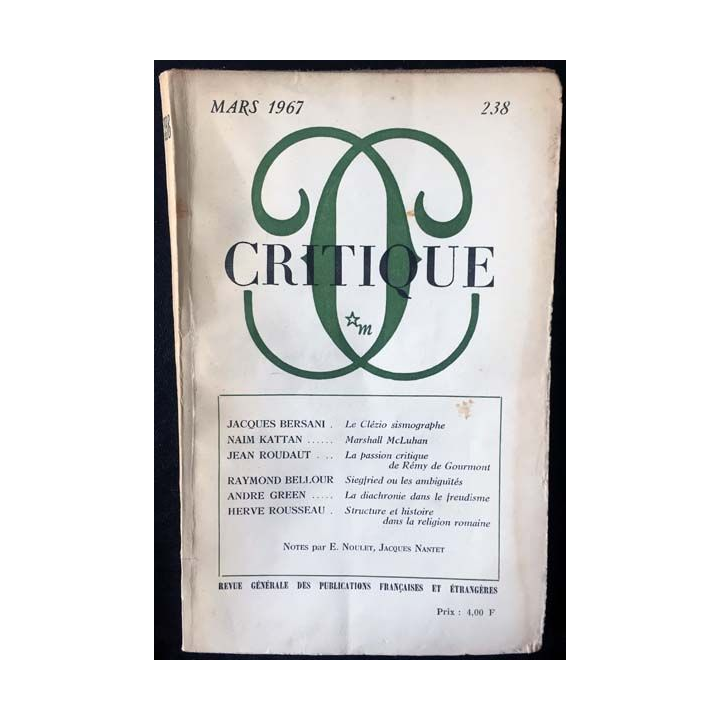 MARS 1967 238
CRITIQUE
m
JACQUES BERSANI . Le Clézio sismographe
NAIM KATTAN ...... Marshall McLuhan
JEAN ROUDAUT . .. La passion critique
de Rémy de Gourmont
RAYMOND BELLOUR Siegfried ou les ambiguïtés
ANDRE GREEN ..... La diachronie dans le freudisme
HERVE ROUSSEAU . Structure et histoire
dans la religion romaine
NOTES par E. NOULET, JACQUES NANTET
REVUE GÉNÉRALE DES PUBLICATIONS FRANÇAISES ET ÉTRANGÈRES
Prix : 4,00 F